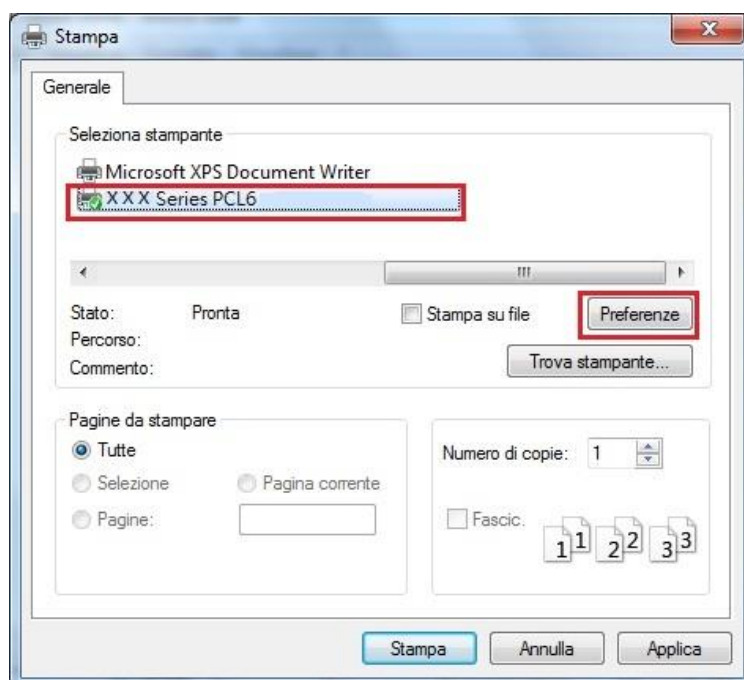 Stampa
Generale
Seleziona stampante
Microsoft XPS Document Writer
X X X Series PCL6
Stato: Pronta
Stampa su file
Preferenze
Percorso:
Commento:
Trova stampante...
Pagine da stampare
Tutte
Selezione
Pagina corrente
Pagine:
Numero di copie: 1
Fascic.
1 1 2 2 3 3
Stampa
Annulla
Applica